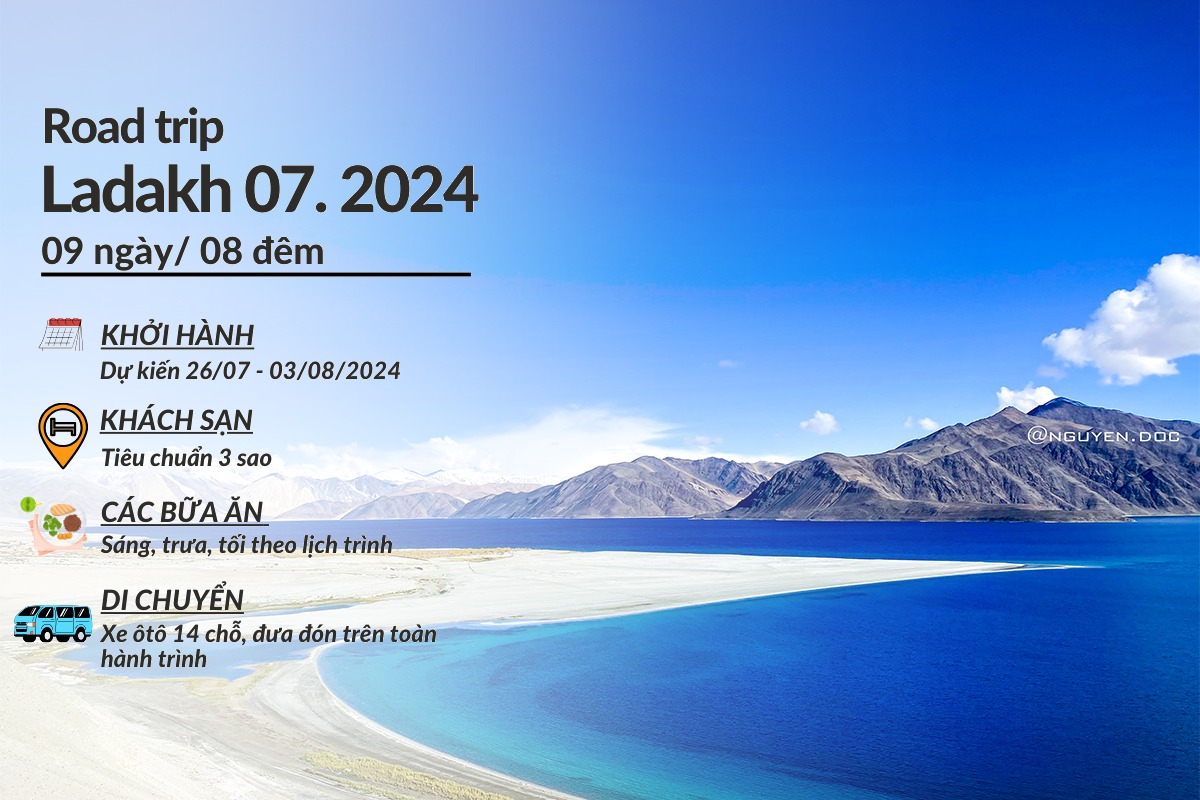 Road trip
Ladakh 07. 2024
09 ngày/ 08 đêm
KHỞI HÀNH
Dự kiến 26/07 - 03/08/2024
KHÁCH SẠN
Tiêu chuẩn 3 sao
CÁC BỮA ĂN
Sáng, trưa, tối theo lịch trình
DI CHUYỂN
Xe ôtô 14 chỗ, đưa đón trên toàn
hành trình
@NGUYEN.DOC